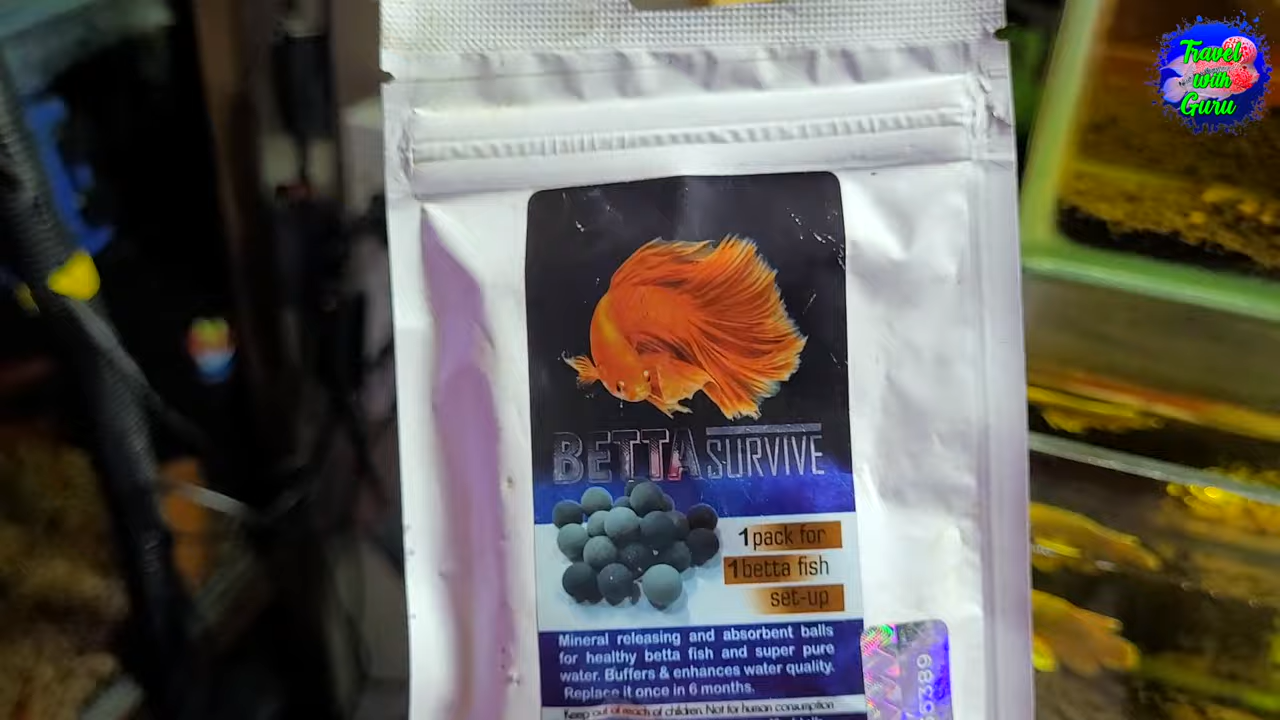 Travel
with
Guru
BETTA SURVIVE
1 pack for
1 betta fish
set-up
Mineral releasing and absorbent balls
for healthy betta fish and super pure
water. Buffers & enhances water quality.
Replace it once in 6 months.
Keep out of reach of children. Not for human consumption
5389